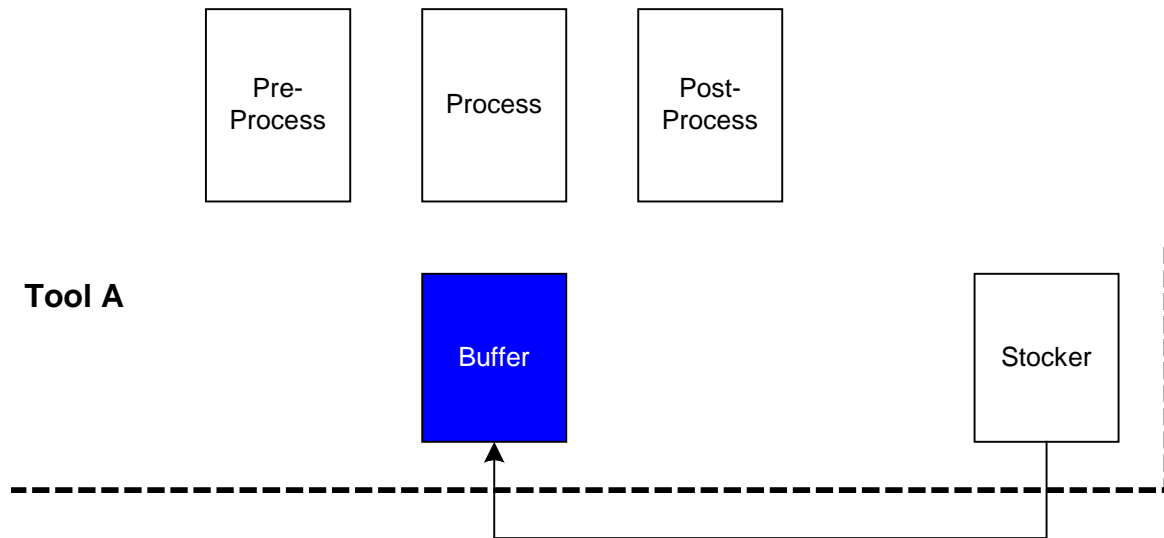 Pre-
Process
Process
Post-
Process
Tool A
Buffer
Stocker